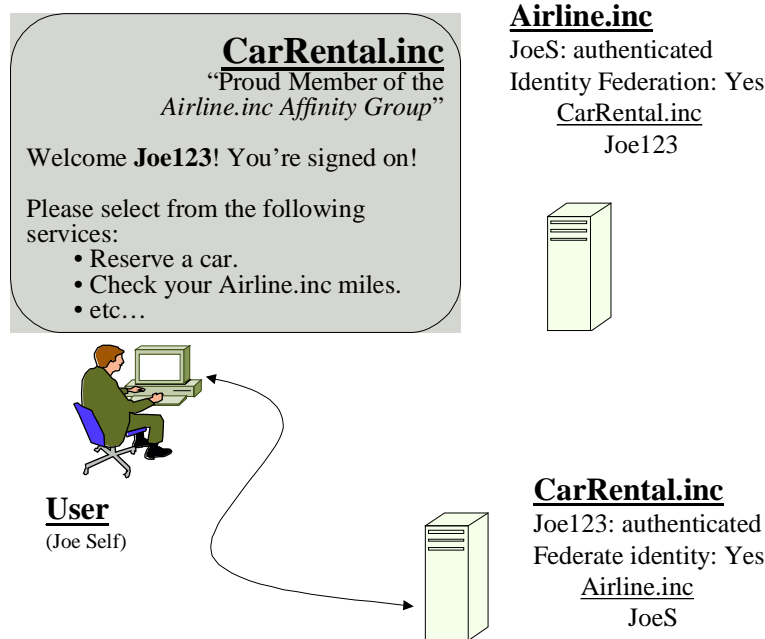 CarRental.inc
“Proud Member of the
Airline.inc Affinity Group”
Welcome Joe123! You’re signed on!
Please select from the following
services:
• Reserve a car.
• Check your Airline.inc miles.
• etc…
Airline.inc
JoeS: authenticated
Identity Federation: Yes
CarRental.inc
Joe123
User
(Joe Self)
CarRental.inc
Joe123: authenticated
Federate identity: Yes
Airline.inc
JoeS